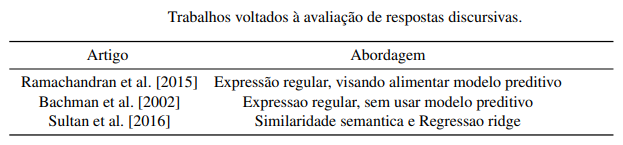 Trabalhos voltados à avaliação de respostas discursivas.
Artigo Abordagem
Ramachandran et al. [2015] Expressão regular, visando alimentar modelo preditivo
Bachman et al. [2002] Expressao regular, sem usar modelo preditivo
Sultan et al. [2016] Similaridade semantica e Regressao ridge